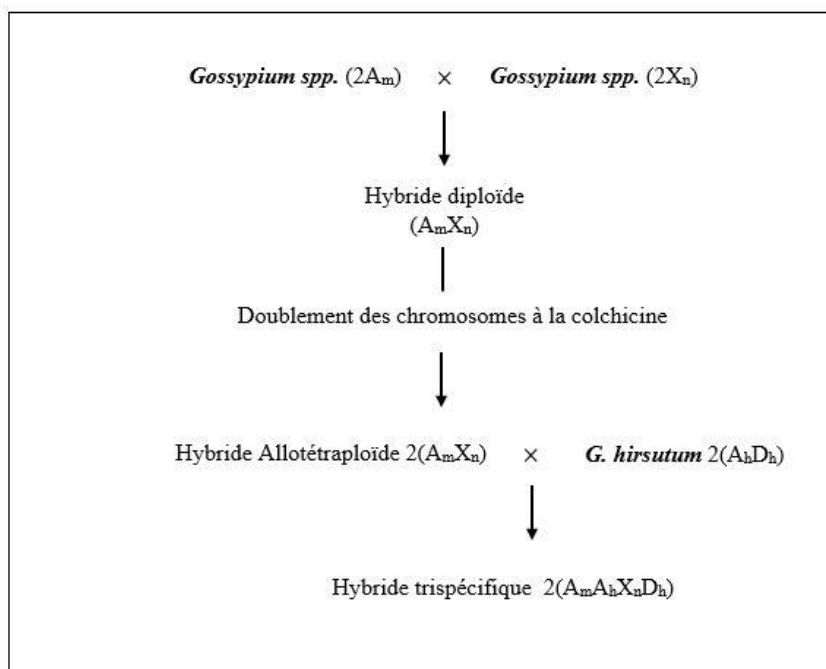 Gossypium spp. (2Aₘ) × Gossypium spp. (2Xₙ)
Hybride diploïde
(AₘXₙ)
Doublement des chromosomes à la colchicine
Hybride Allotétraploïde 2(AₘXₙ) × G. hirsutum 2(AₕDₕ)
Hybride trispécifique 2(AₘAₕXₙDₕ)